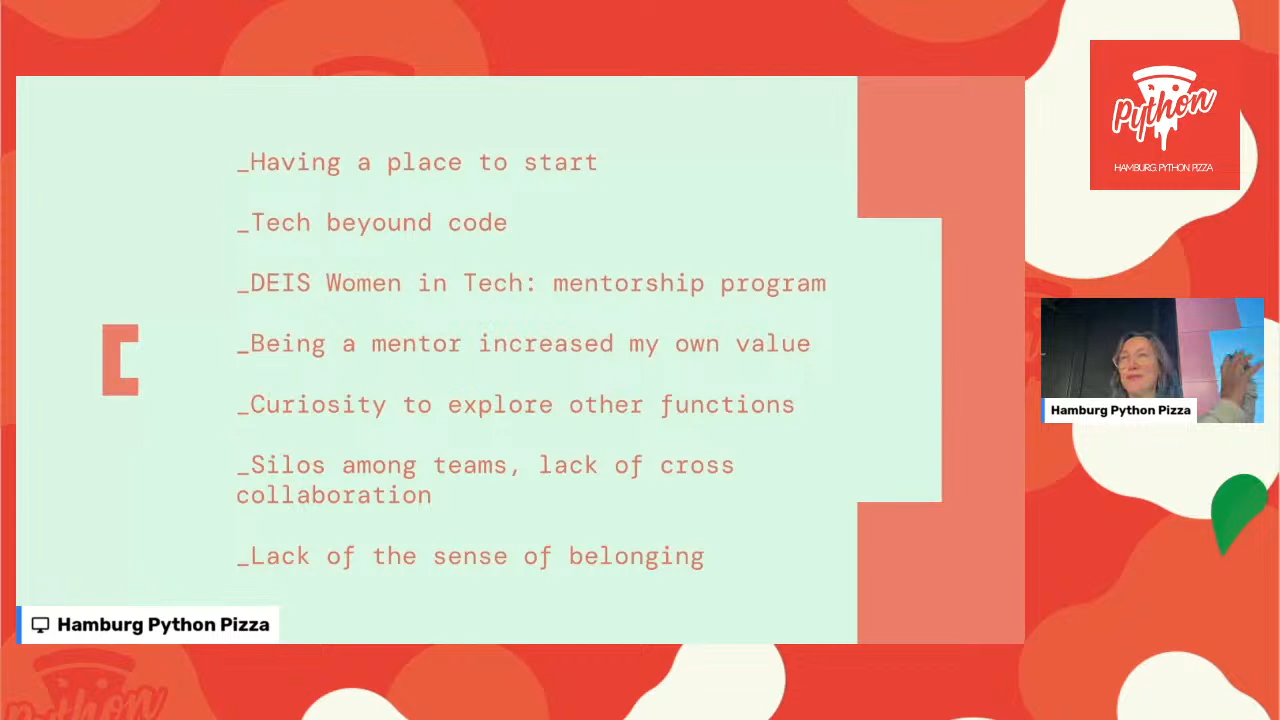 _Having a place to start
_Tech beyound code
_DEIS Women in Tech: mentorship program
_Being a mentor increased my own value
_Curiosity to explore other functions
_Silos among teams, lack of cross
collaboration
_Lack of the sense of belonging
Hamburg Python Pizza
Python
HAMBURG PYTHON PIZZA
Hamburg Python Pizza
Python